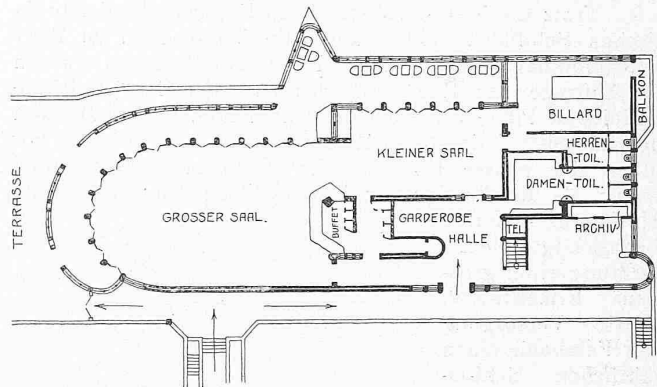 TERRASSE
GROSSER SAAL.
BUFFET
KLEINER SAAL
GARDEROBE
HALLE
TEL.
BILLARD
BALKON
HERREN-
TOIL.
DAMEN-TOIL.
ARCHIV